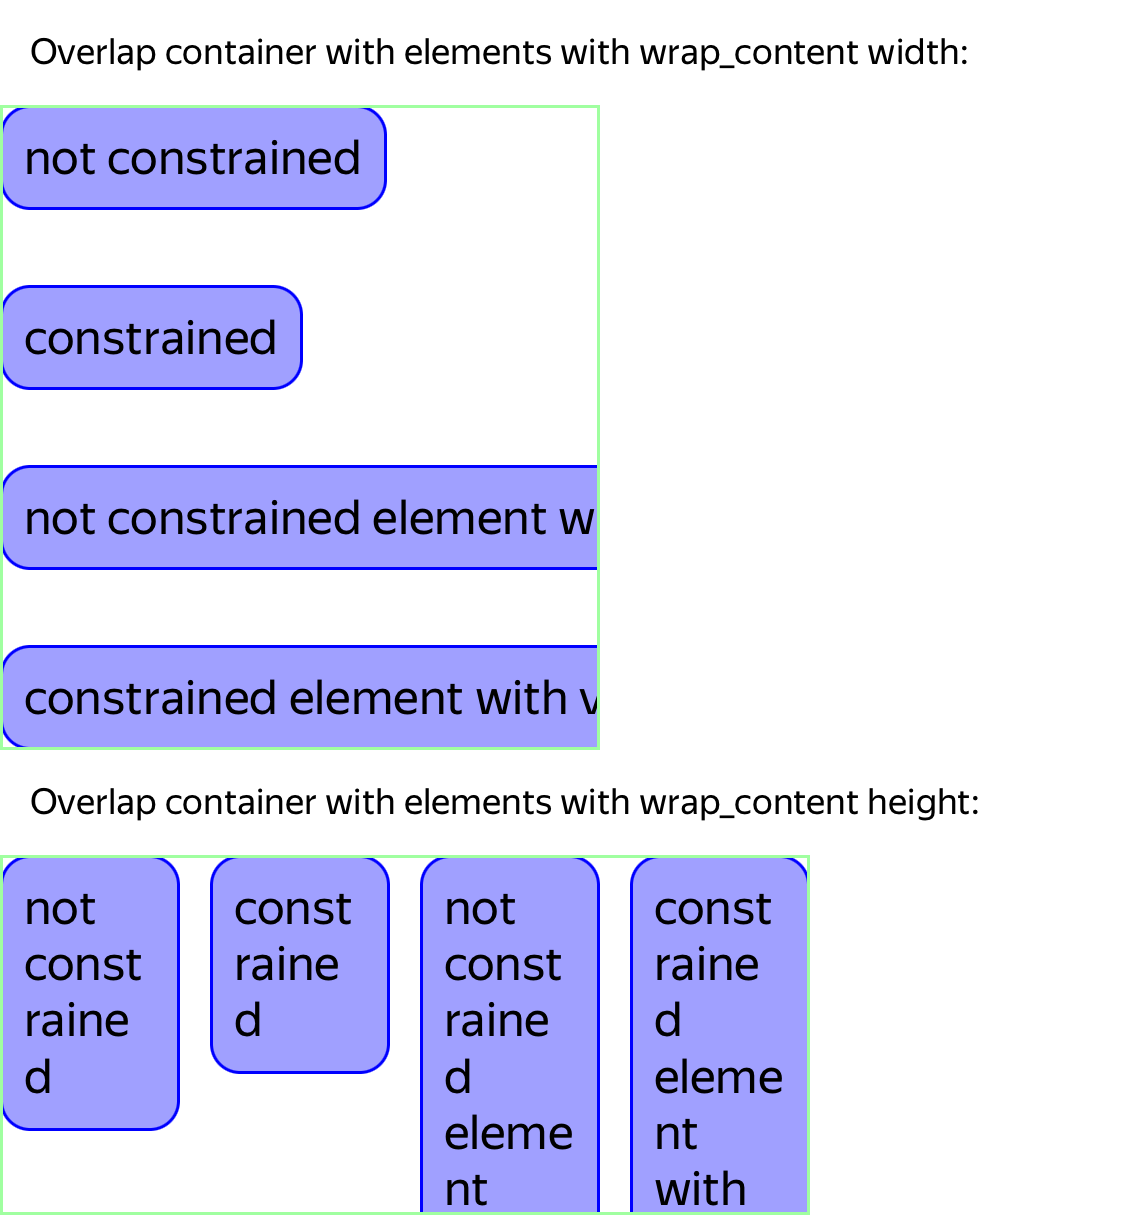 Overlap container with elements with wrap_content width:
not constrained
constrained
not constrained element w
constrained element with
Overlap container with elements with wrap_content height:
not
const
raine
d
const
raine
d
not
const
raine
d
eleme
nt
const
raine
d
eleme
nt
with